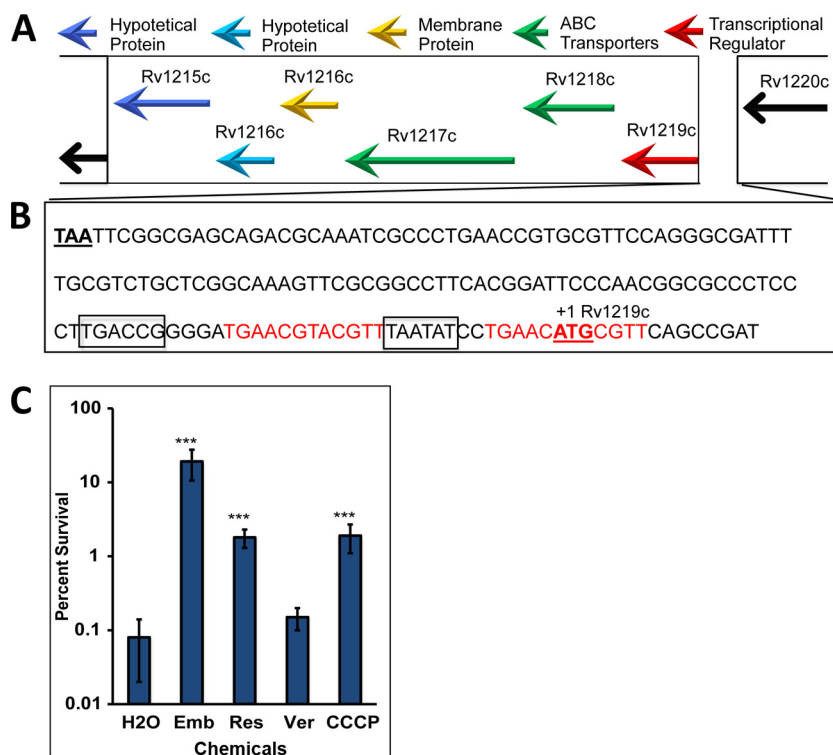 A
Hypotetical Protein
Hypotetical Protein
Membrane Protein
ABC Transporters
Transcriptional Regulator
Rv1215c
Rv1216c
Rv1218c
Rv1220c
Rv1216c
Rv1217c
Rv1219c
B
TAATTCGGCGAGCAGACGCAAATCGCCCTGAACCGTGCGTTCCAGGGCGATTT
TGCGTCTGCTCGGCAAAGTTCGCGGCCTTCACGGATTCCCAACGGCGCCCTCC
+1 Rv1219c
CTTGACCGGGGATGAACGTACGTTTAATATCCTGAACATGCGTTCAGCCGAT
C
Percent Survival
100
10
1
0.1
0.01
***
***
***
H2O Emb Res Ver CCCP
Chemicals